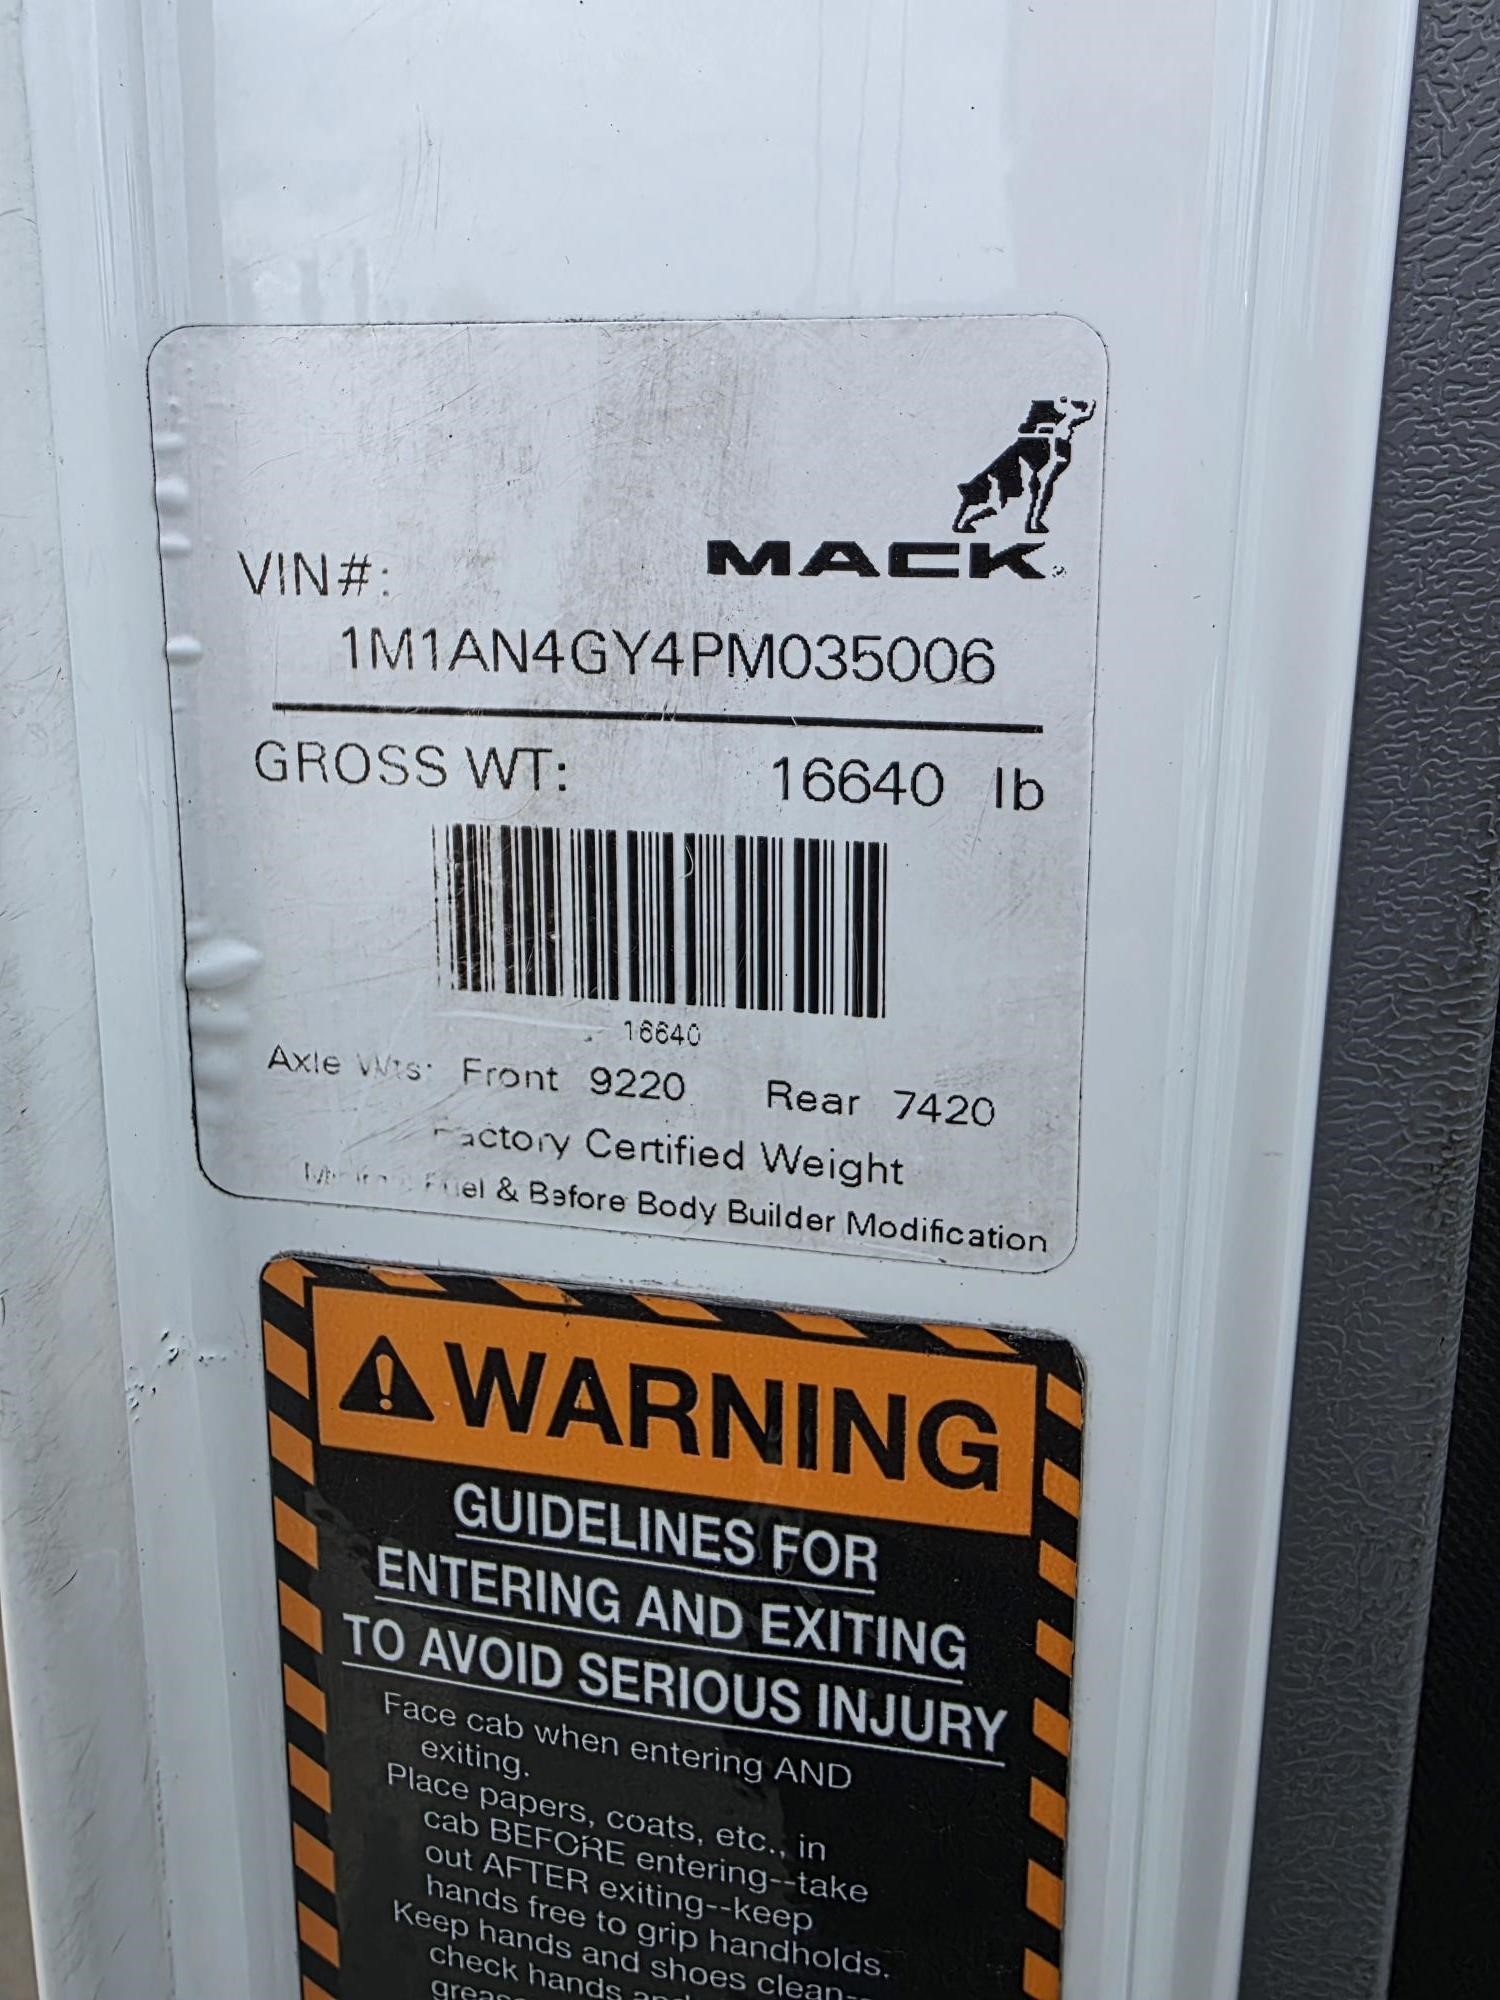 MACK
VIN#:
1M1AN4GY4PM035006
GROSS WT: 16640 lb
16640
Axle Wts: Front 9220 Rear 7420
Factory Certified Weight
Fuel & Before Body Builder Modification
WARNING
GUIDELINES FOR
ENTERING AND EXITING
TO AVOID SERIOUS INJURY
Face cab when entering AND
exiting.
Place papers, coats, etc., in
cab BEFORE entering--take
out AFTER exiting--keep
hands free to grip handholds.
Keep hands and shoes clean--
check hands